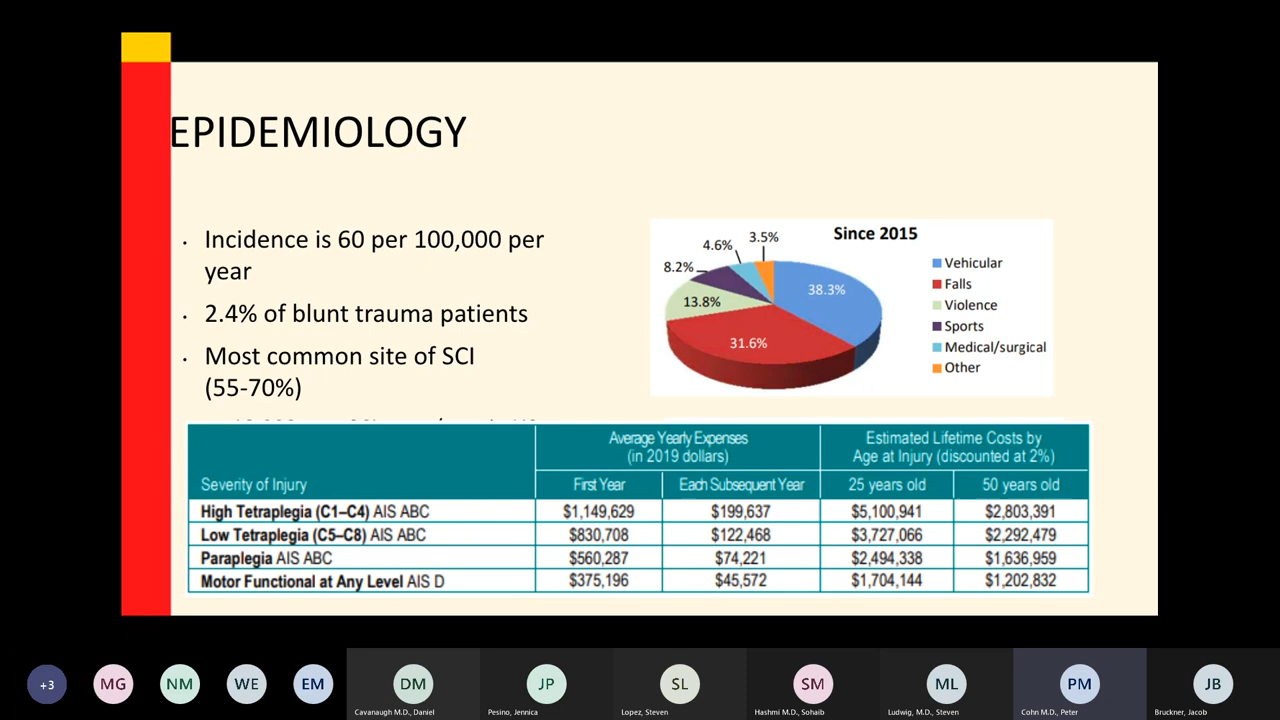 EPIDEMIOLOGY
• Incidence is 60 per 100,000 per
year
• 2.4% of blunt trauma patients
• Most common site of SCI
(55-70%)
Since 2015
3.5%
4.6%
8.2%
13.8%
38.3%
31.6%
Vehicular
Falls
Violence
Sports
Medical/surgical
Other
Severity of Injury
Average Yearly Expenses
(in 2019 dollars)
Estimated Lifetime Costs by
Age at Injury (discounted at 2%)
First Year Each Subsequent Year 25 years old 50 years old
High Tetraplegia (C1–C4) AIS ABC $1,149,629 $199,637 $5,100,941 $2,803,391
Low Tetraplegia (C5–C8) AIS ABC $830,708 $122,468 $3,727,066 $2,292,479
Paraplegia AIS ABC $560,287 $74,221 $2,494,338 $1,636,959
Motor Functional at Any Level AIS D $375,196 $45,572 $1,704,144 $1,202,832
+3 MG NM WE EM DM JP SL SM ML PM JB
Cavanaugh M.D., Daniel Pesino, Jennica Lopez, Steven Hashmi M.D., Sohaib Ludwig, M.D., Steven Cohn M.D., Peter Bruckner, Jacob